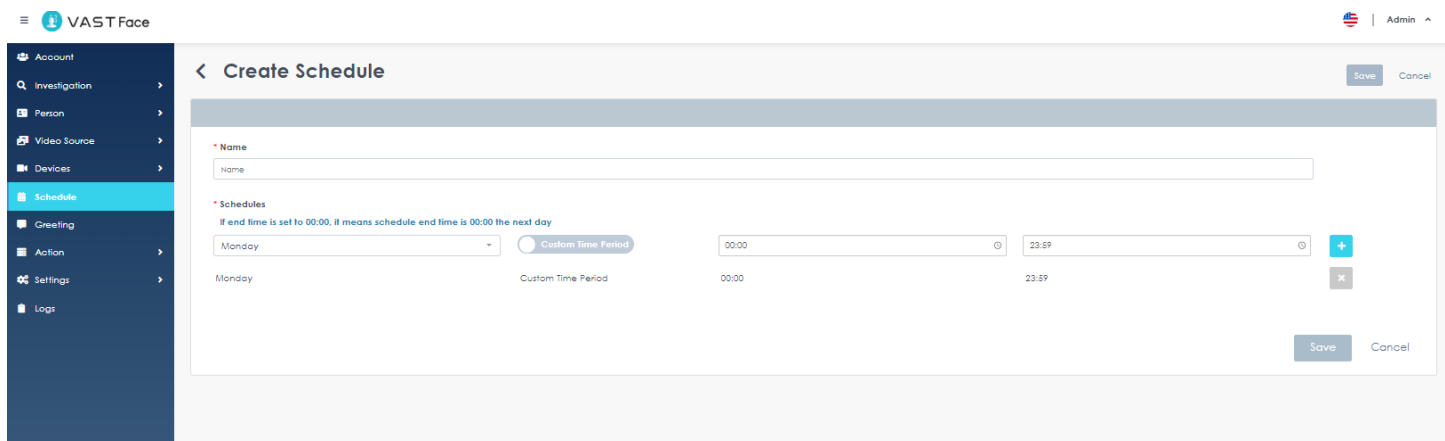 VAST Face
Admin
Account
Investigation
Person
Video Source
Devices
Schedule
Greeting
Action
Settings
Logs
Create Schedule
Save Cancel
* Name
Name
* Schedules
If end time is set to 00:00, it means schedule end time is 00:00 the next day
Monday Custom Time Period 00:00 23:59
Monday Custom Time Period 00:00 23:59
Save Cancel